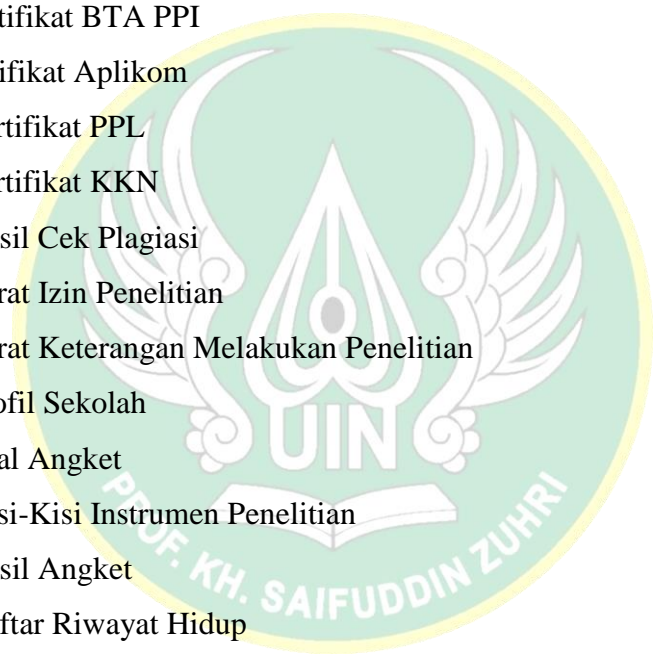 tifikat BTA PPI
ifikat Aplikom
rtifikat PPL
rtifikat KKN
sil Cek Plagiasi
rat Izin Penelitian
rat Keterangan Melakukan Penelitian
ofil Sekolah
al Angket
si-Kisi Instrumen Penelitian
sil Angket
ftar Riwayat Hidup
UIN
PROF. KH. SAIFUDDIN ZUHRI